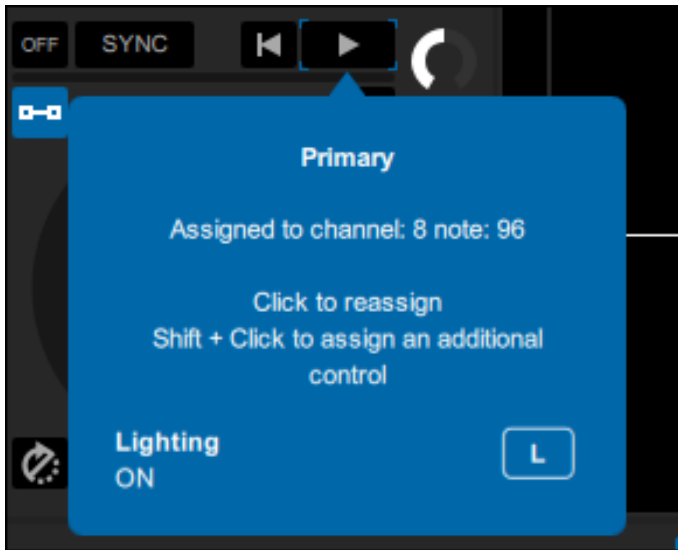 OFF SYNC
Primary
Assigned to channel: 8 note: 96
Click to reassign
Shift + Click to assign an additional
control
Lighting
ON
L